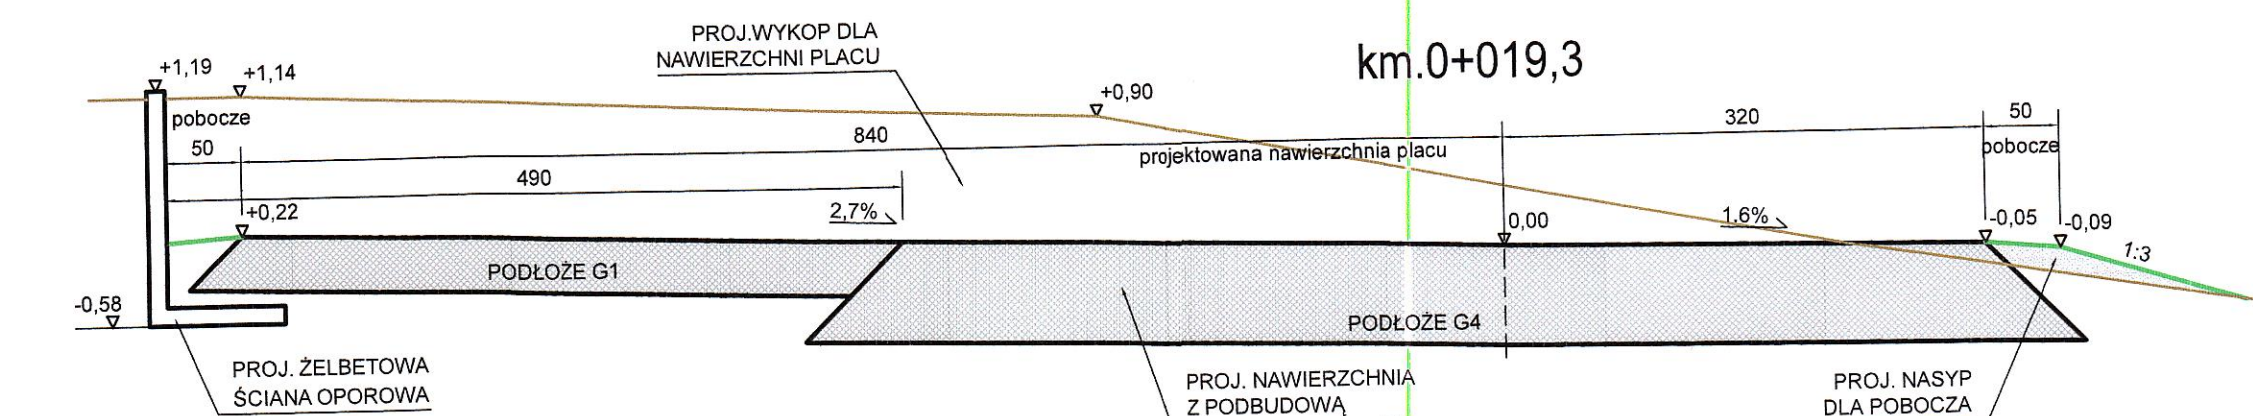 PROJ.WYKOP DLA
NAWIERZCHNI PLACU
km.0+019,3
+1,19
+1,14
+0,90
pobocze
50
840
320
50
projektowana nawierzchnia placu
pobocze
490
2,7%
+0,22
0,00
1,6%
-0,05
-0,09
1:3
PODŁOŻE G1
-0,58
PODŁOŻE G4
PROJ. ŻELBETOWA
ŚCIANA OPOROWA
PROJ. NAWIERZCHNIA
Z PODBUDOWĄ
PROJ. NASYP
DLA POBOCZA